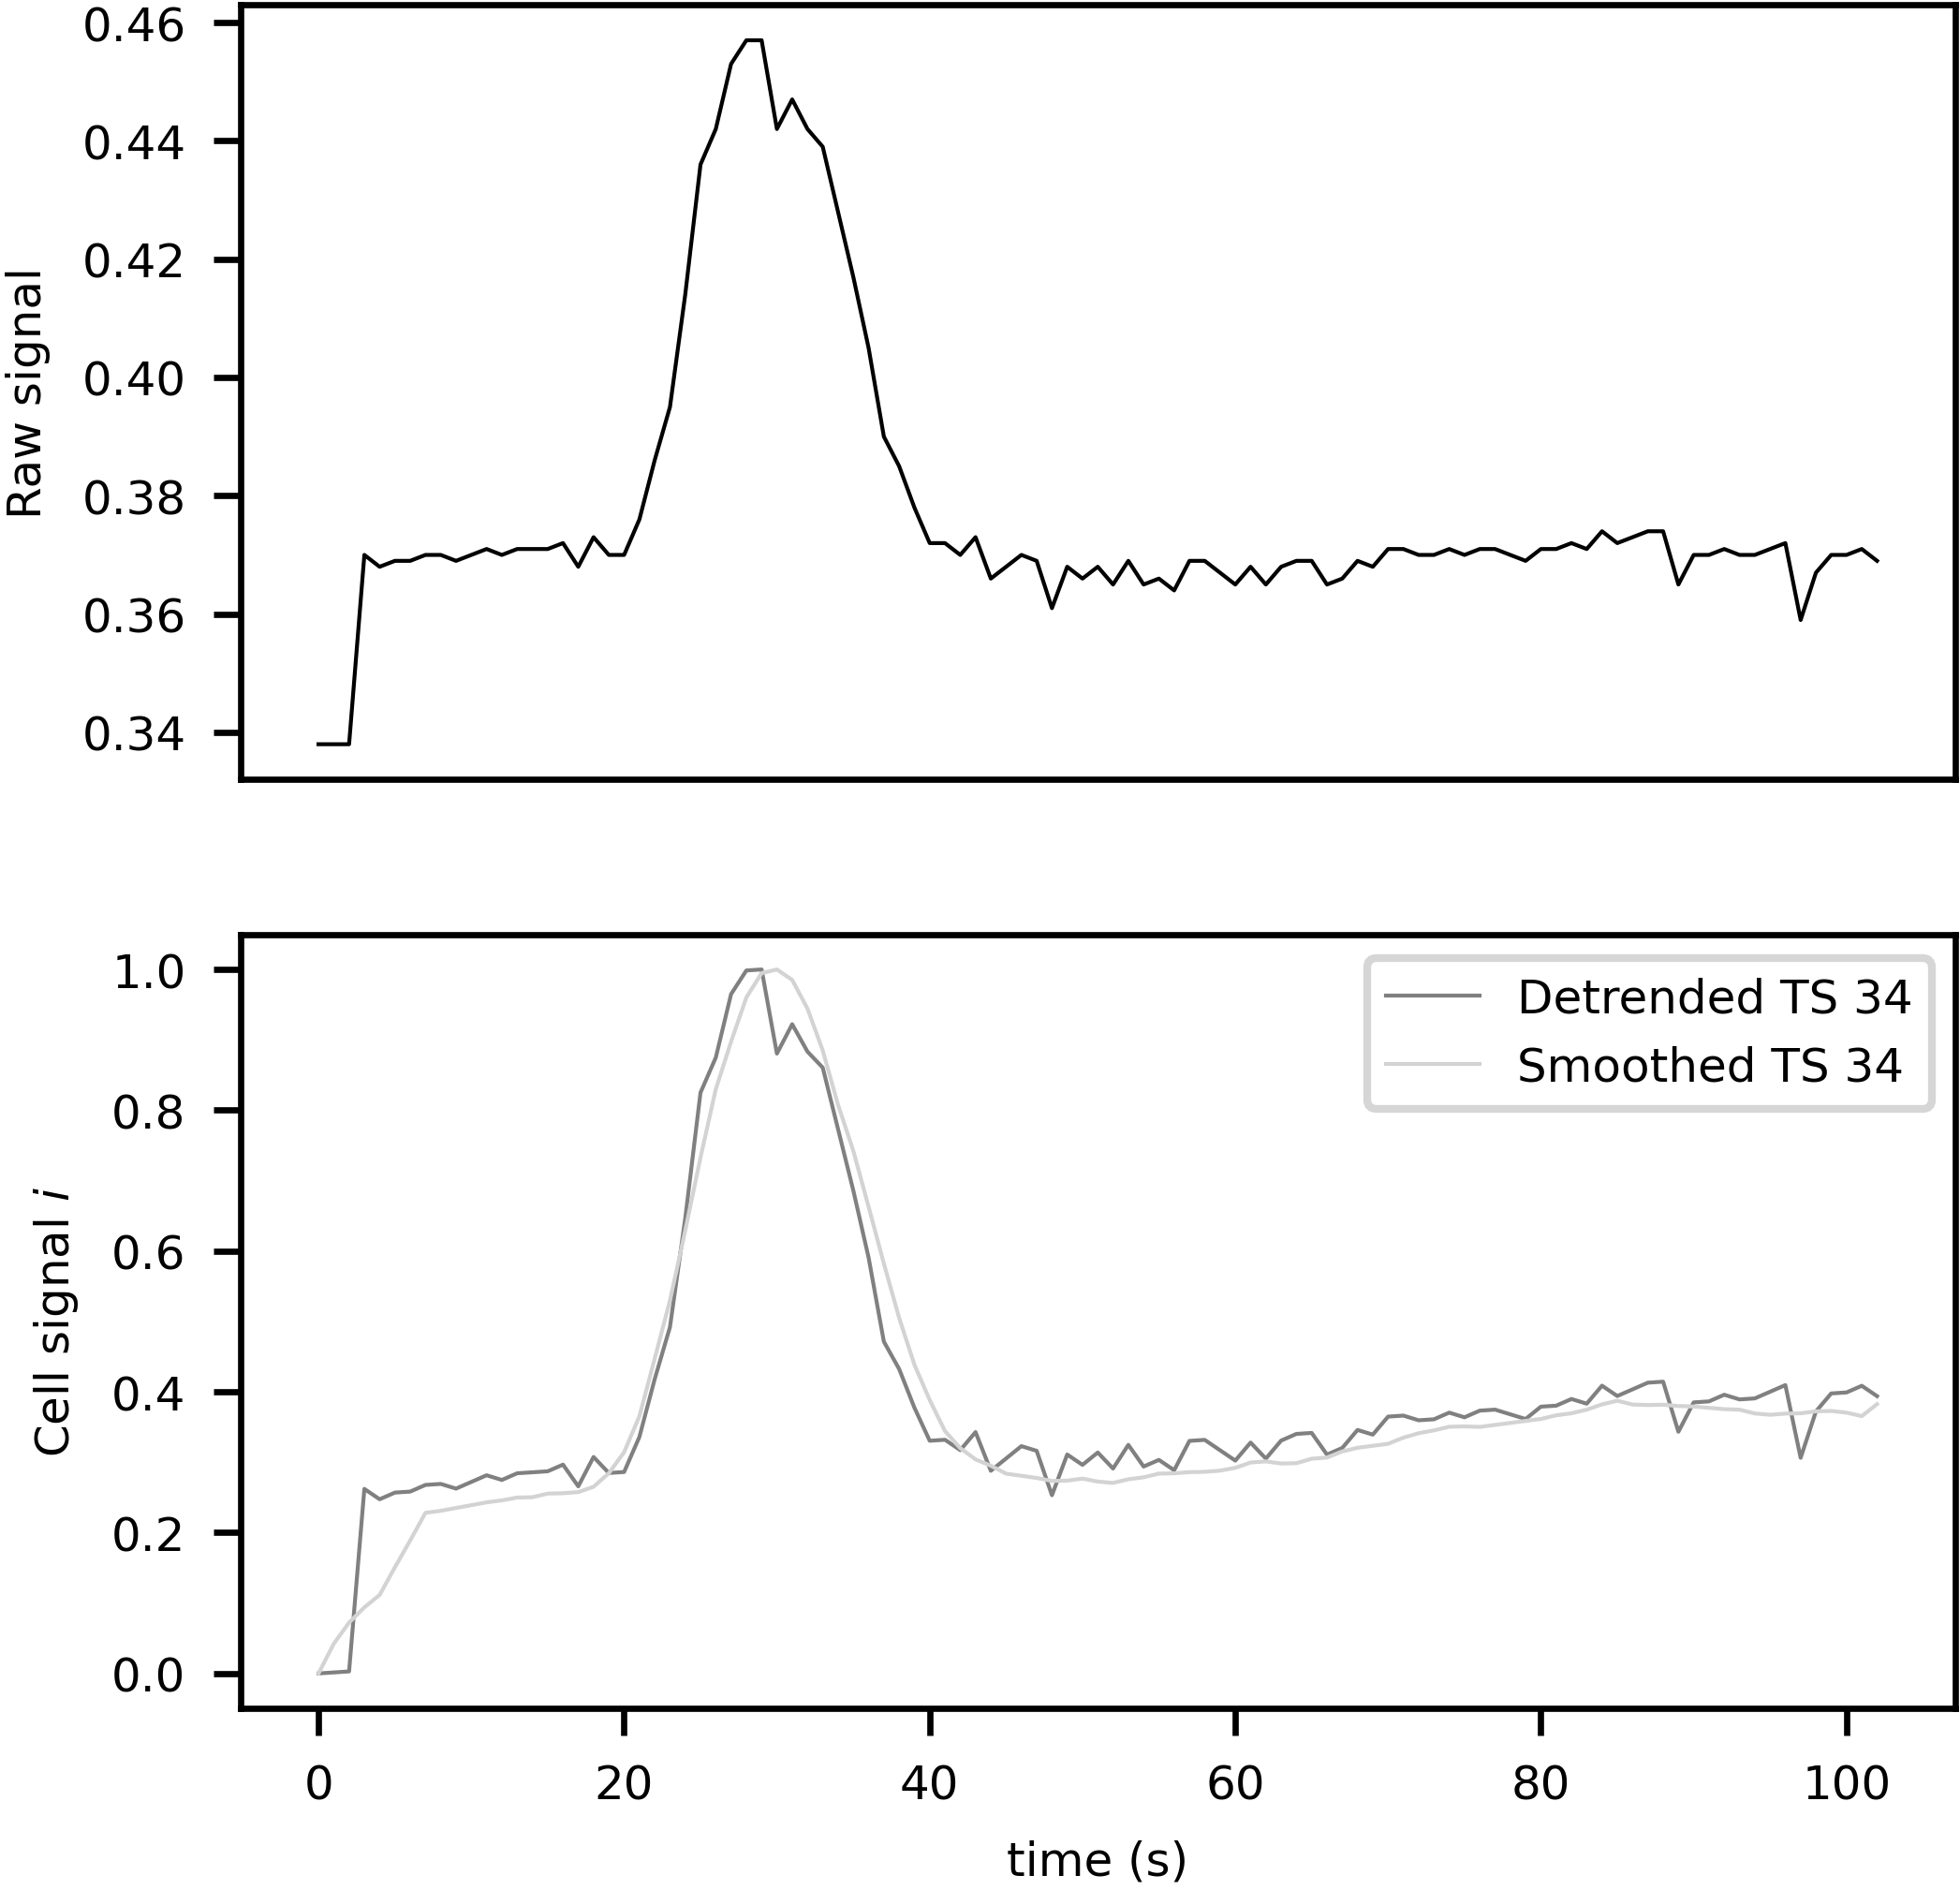 Raw signal
0.46
0.44
0.42
0.40
0.38
0.36
0.34
Cell signal i
1.0
0.8
0.6
0.4
0.2
0.0
Detrended TS 34
Smoothed TS 34
0 20 40 60 80 100
time (s)